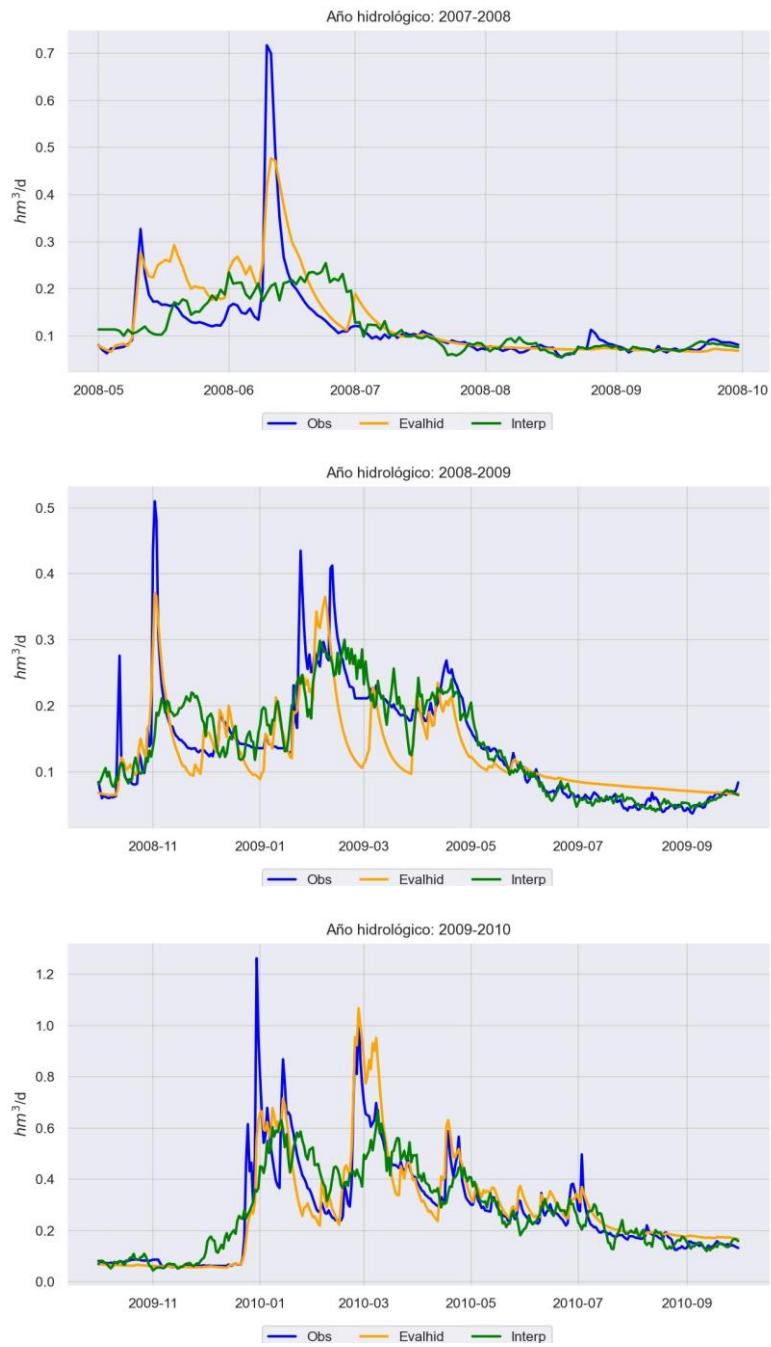 Año hidrológico: 2007-2008
0.7
0.6
0.5
0.4
0.3
0.2
0.1
hm³/d
2008-05 2008-06 2008-07 2008-08 2008-09 2008-10
Obs Evalhid Interp
Año hidrológico: 2008-2009
0.5
0.4
0.3
0.2
0.1
hm³/d
2008-11 2009-01 2009-03 2009-05 2009-07 2009-09
Obs Evalhid Interp
Año hidrológico: 2009-2010
1.2
1.0
0.8
0.6
0.4
0.2
0.0
hm³/d
2009-11 2010-01 2010-03 2010-05 2010-07 2010-09
Obs Evalhid Interp